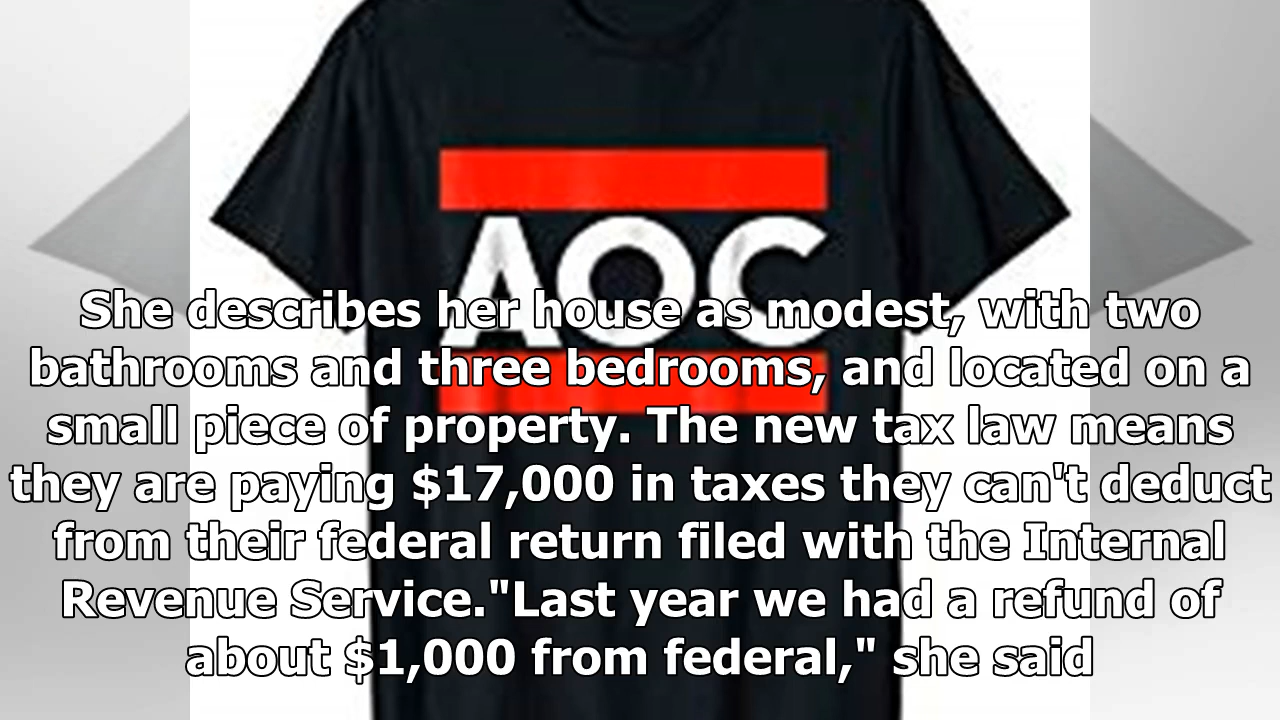 AOC
She describes her house as modest, with two
bathrooms and three bedrooms, and located on a
small piece of property. The new tax law means
they are paying $17,000 in taxes they can't deduct
from their federal return filed with the Internal
Revenue Service."Last year we had a refund of
about $1,000 from federal," she said